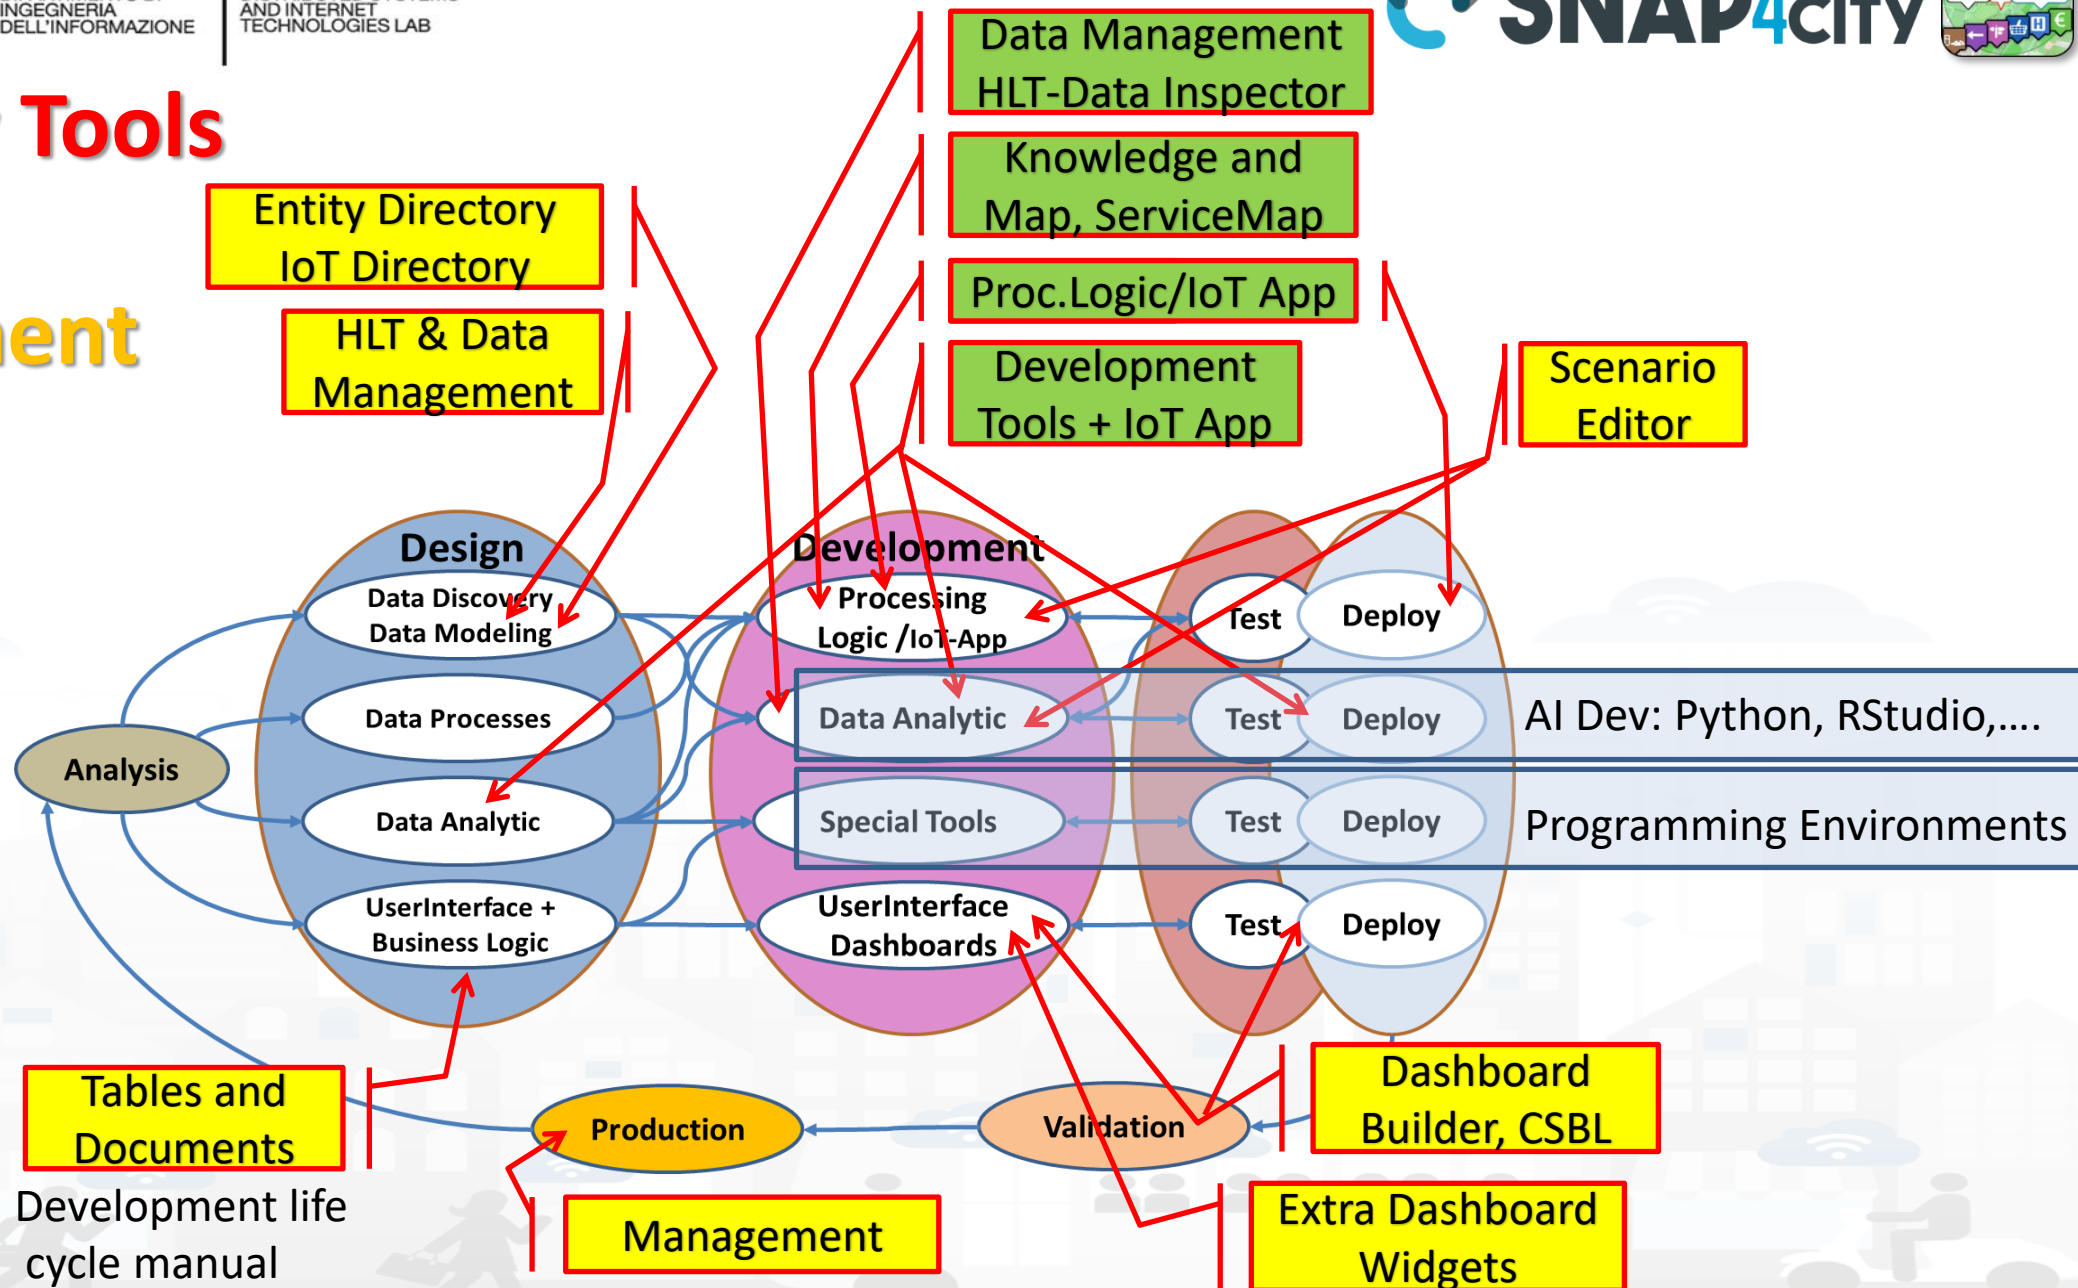 INGEGNERIA
DELL'INFORMAZIONE
AND INTERNET
TECHNOLOGIES LAB
SNAP4CITY
Tools
Data Management
HLT-Data Inspector
Knowledge and
Map, ServiceMap
Proc.Logic/IoT App
Development
Tools + IoT App
Entity Directory
IoT Directory
HLT & Data
Management
Scenario
Editor
Design
Data Discovery
Data Modeling
Data Processes
Data Analytic
UserInterface +
Business Logic
Analysis
Development
Processing
Logic /IoT-App
Data Analytic
Special Tools
UserInterface
Dashboards
Test
Deploy
Test
Deploy
AI Dev: Python, RStudio,....
Test
Deploy
Programming Environments
Test
Deploy
Tables and
Documents
Development life
cycle manual
Production
Validation
Management
Dashboard
Builder, CSBL
Extra Dashboard
Widgets